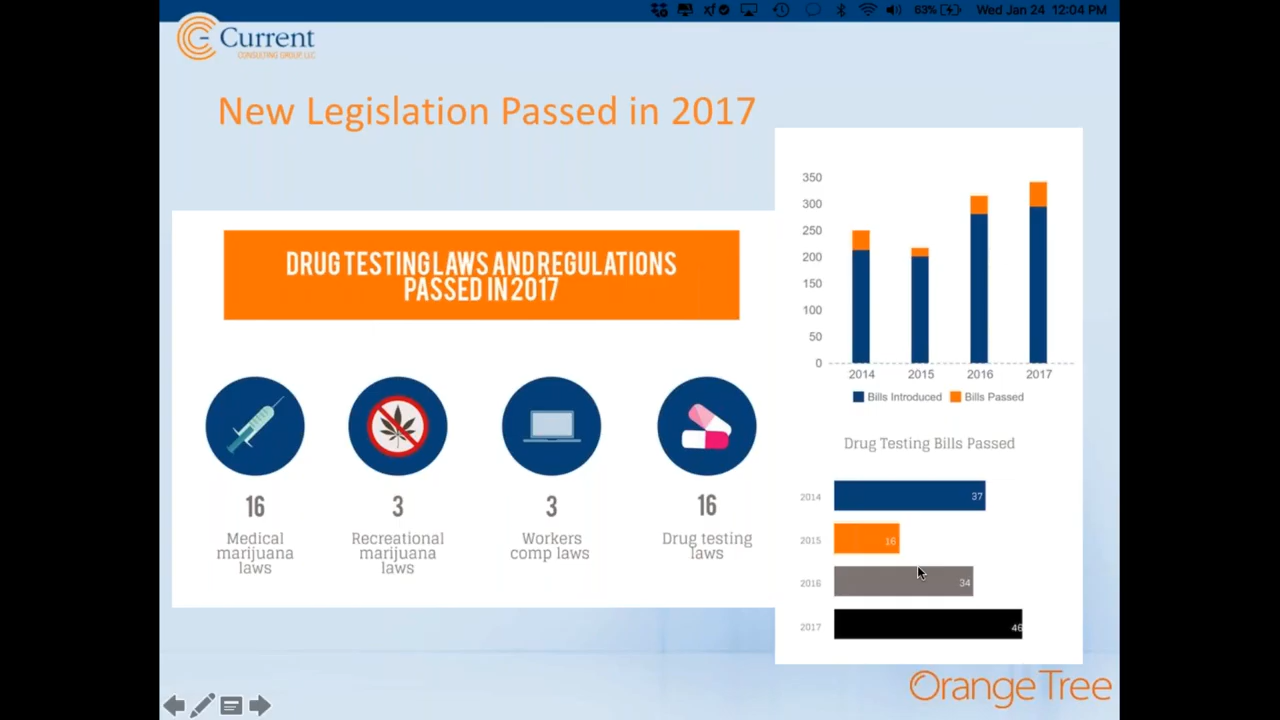 63% Wed Jan 24 12:04 PM
Current
CONSULTING GROUP, LLC
New Legislation Passed in 2017
DRUG TESTING LAWS AND REGULATIONS
PASSED IN 2017
16
Medical
marijuana
laws
3
Recreational
marijuana
laws
3
Workers
comp laws
16
Drug testing
laws
350
300
250
200
150
100
50
0
2014 2015 2016 2017
Bills Introduced Bills Passed
Drug Testing Bills Passed
2014 37
2015 16
2016 34
2017 46
Orange Tree